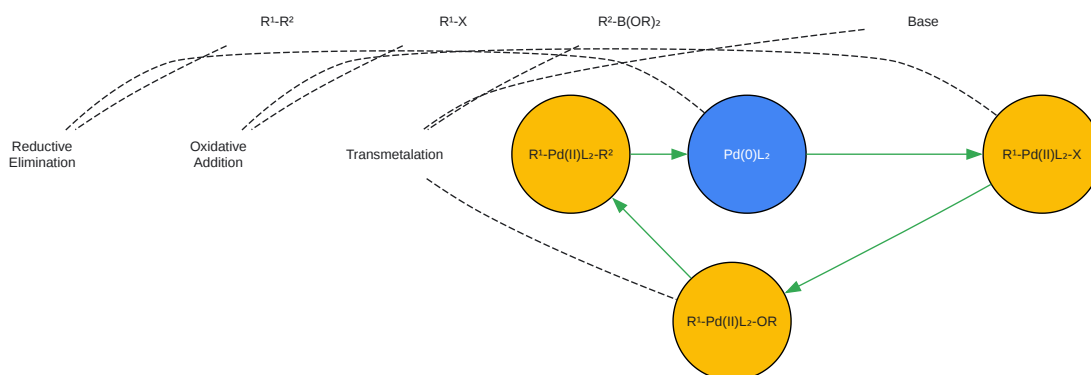 R¹-R²
R¹-X
R²-B(OR)₂
Base
Reductive
Elimination
Oxidative
Addition
Transmetalation
R¹-Pd(II)L₂-R²
Pd(0)L₂
R¹-Pd(II)L₂-X
R¹-Pd(II)L₂-OR